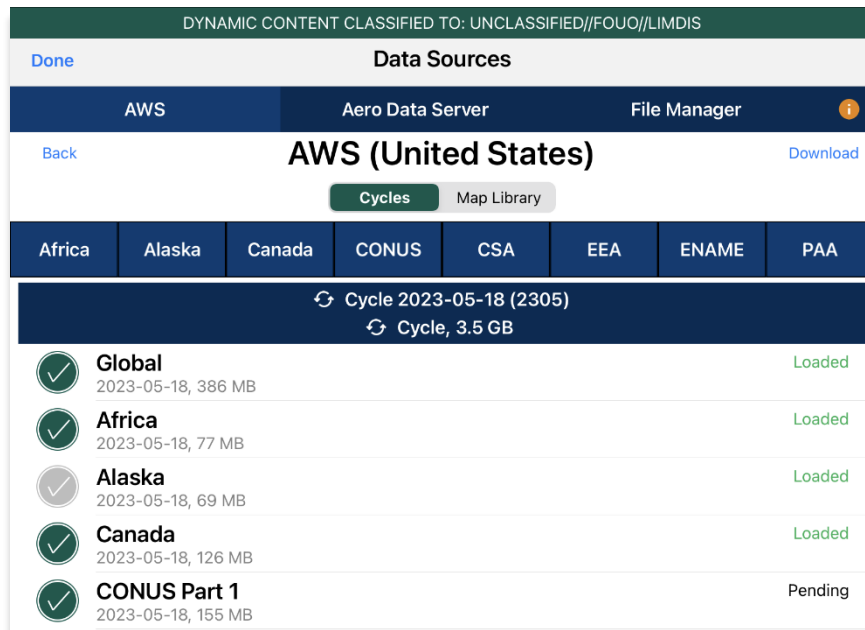 DYNAMIC CONTENT CLASSIFIED TO: UNCLASSIFIED//FOUO//LIMDIS
Done Data Sources
AWS Aero Data Server File Manager i
Back AWS (United States) Download
Cycles Map Library
Africa Alaska Canada CONUS CSA EEA ENAME PAA
Cycle 2023-05-18 (2305)
Cycle, 3.5 GB
Global Loaded
2023-05-18, 386 MB
Africa Loaded
2023-05-18, 77 MB
Alaska Loaded
2023-05-18, 69 MB
Canada Loaded
2023-05-18, 126 MB
CONUS Part 1 Pending
2023-05-18, 155 MB